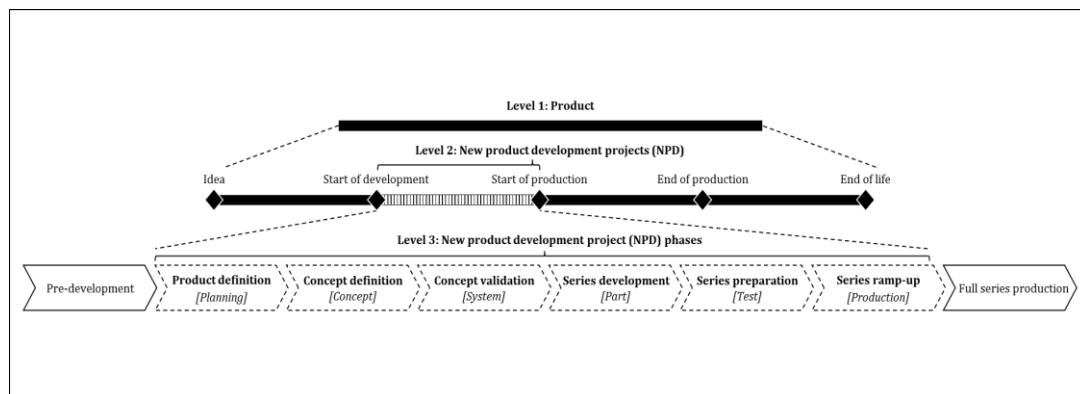 Level 1: Product
Level 2: New product development projects (NPD)
Idea
Start of development
Start of production
End of production
End of life
Level 3: New product development project (NPD) phases
Pre-development
Product definition
[Planning]
Concept definition
[Concept]
Concept validation
[System]
Series development
[Part]
Series preparation
[Test]
Series ramp-up
[Production]
Full series production